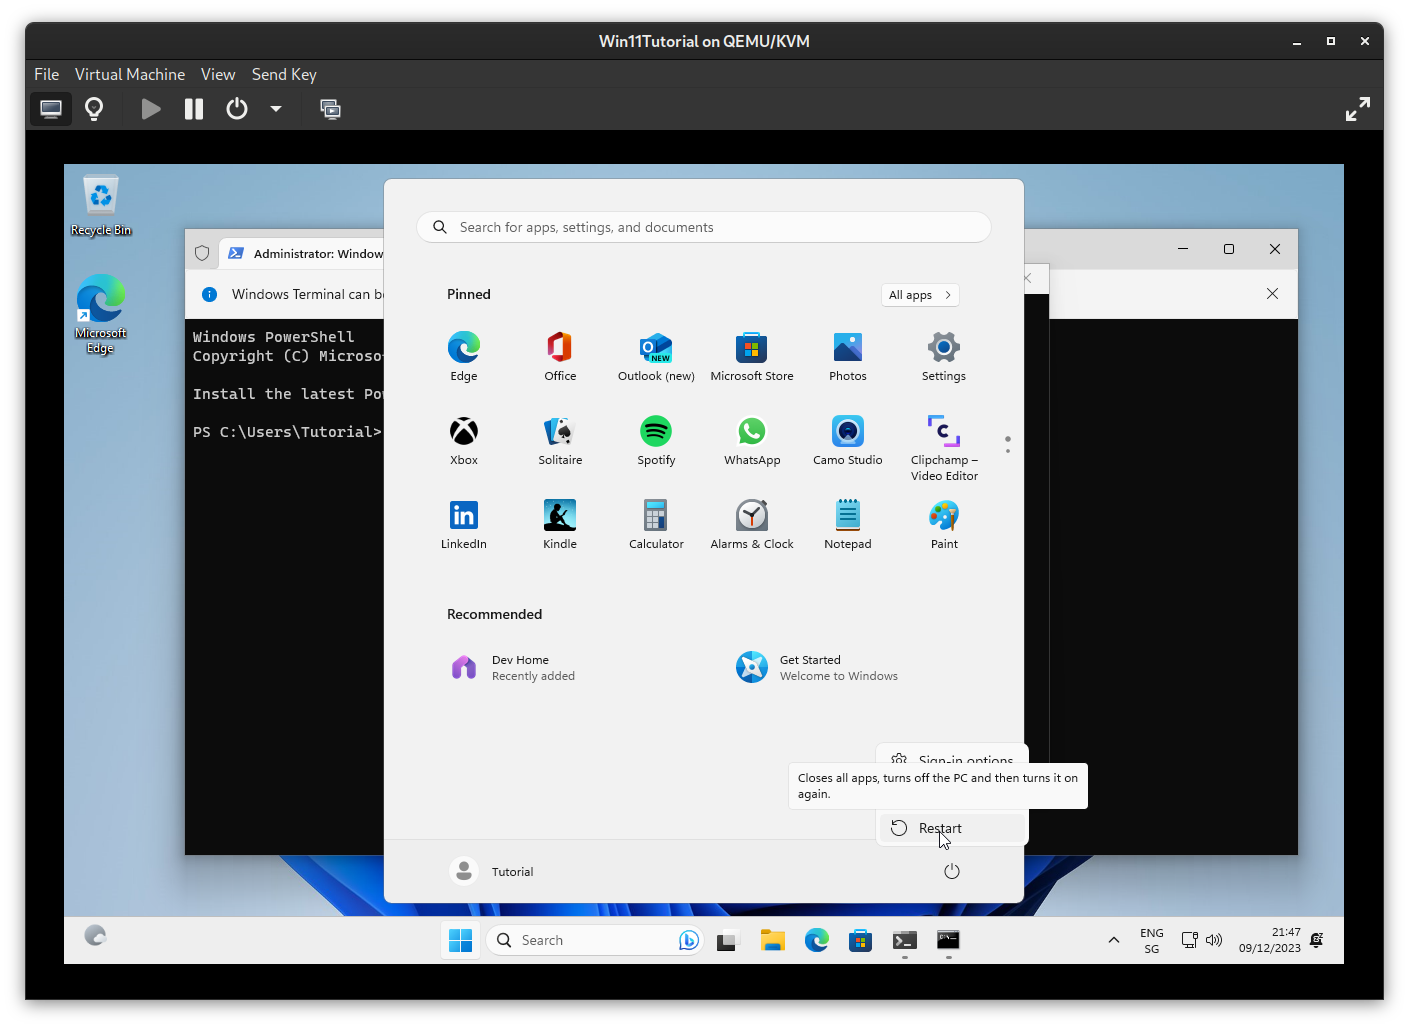 Win11Tutorial on QEMU/KVM
File Virtual Machine View Send Key
Recycle Bin
Microsoft
Edge
Administrator: Window
Windows Terminal can be
Windows PowerShell
Copyright (C) Microso
Install the latest Po
PS C:\Users\Tutorial>
Search for apps, settings, and documents
Pinned
All apps
Edge
Office
Outlook (new)
Microsoft Store
Photos
Settings
Xbox
Solitaire
Spotify
WhatsApp
Camo Studio
Clipchamp –
Video Editor
LinkedIn
Kindle
Calculator
Alarms & Clock
Notepad
Paint
Recommended
Dev Home
Recently added
Get Started
Welcome to Windows
Sign-in options
Closes all apps, turns off the PC and then turns it on
again.
Restart
Tutorial
Search
ENG
SG
21:47
09/12/2023